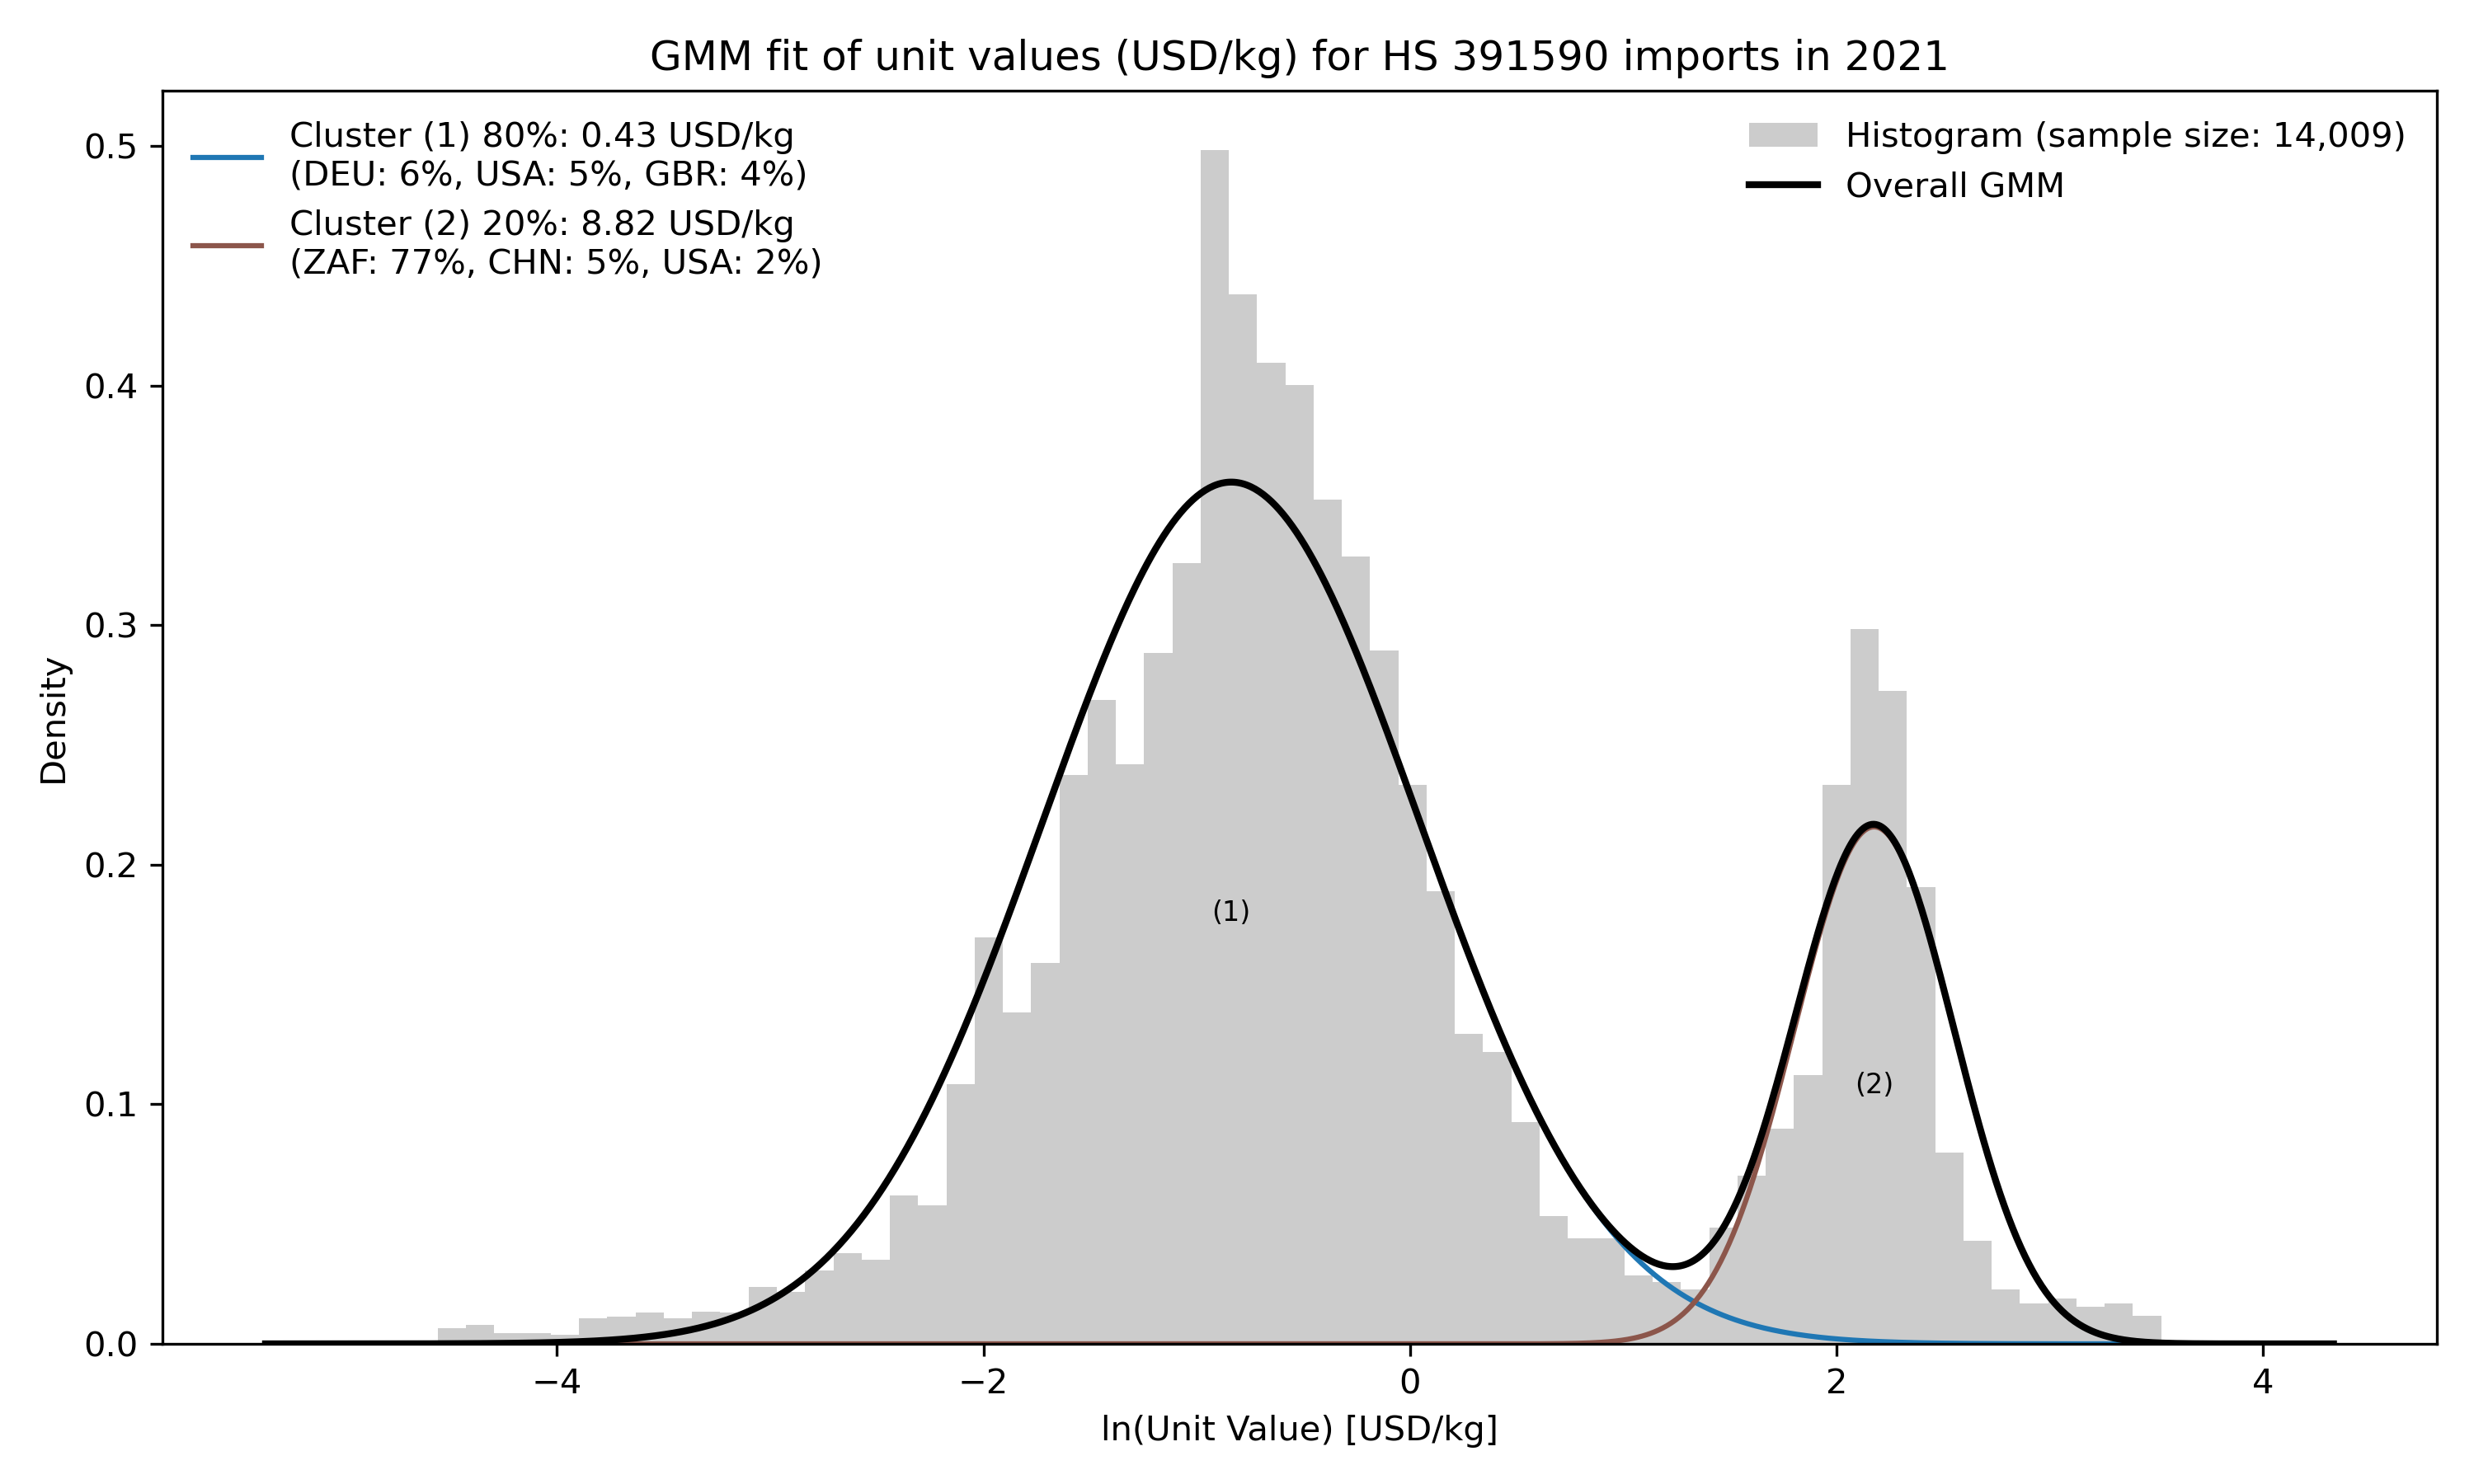 GMM fit of unit values (USD/kg) for HS 391590 imports in 2021
Cluster (1) 80%: 0.43 USD/kg
(DEU: 6%, USA: 5%, GBR: 4%)
Cluster (2) 20%: 8.82 USD/kg
(ZAF: 77%, CHN: 5%, USA: 2%)
Histogram (sample size: 14,009)
Overall GMM
0.5
0.4
0.3
0.2
0.1
0.0
Density
(1)
(2)
−4
−2
0
2
4
ln(Unit Value) [USD/kg]